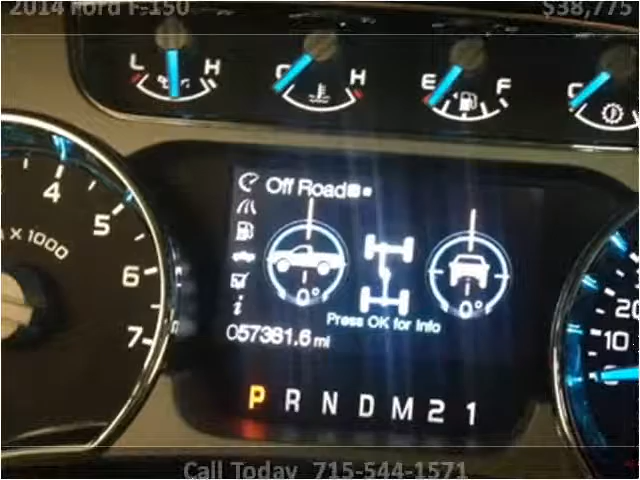 2014 Ford F-150 $38,775
L H C H E F C
4
5
X 1000
6
7
Off Road
0° 0°
Press OK for Info
057381.6 mi
20
10
P R N D M 2 1
Call Today 715-544-1571